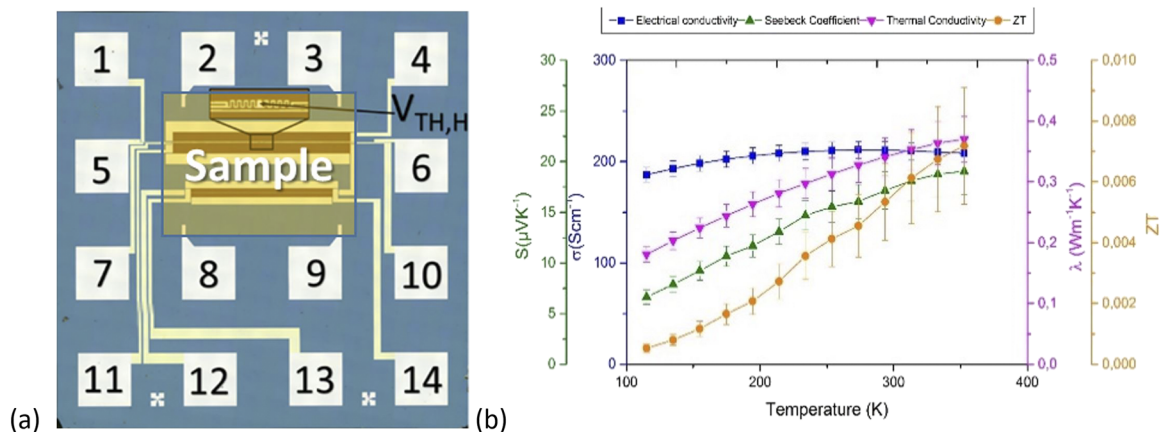 1 2 3 4
V_TH,H
Sample
5 6
7 8 9 10
11 12 13 14
(a)
Electrical conductivity Seebeck Coefficient Thermal Conductivity ZT
30 300 0,5 0,010
25 0,4 0,008
20 200 0,3 0,006
15
10 100 0,2 0,004
5 0,1 0,002
0 0 0,0 0,000
S(µVK⁻¹)
σ(Scm⁻¹)
λ (Wm⁻¹K⁻¹)
ZT
100 200 300 400
Temperature (K)
(b)